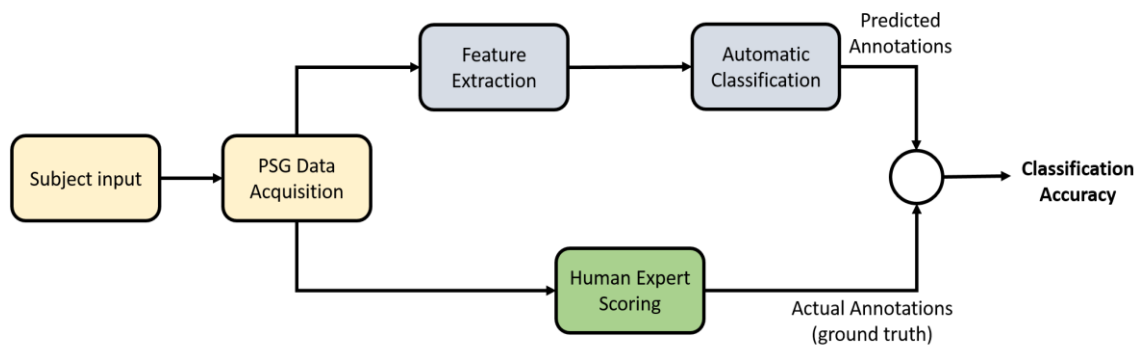 Predicted
Annotations
Feature
Extraction
Automatic
Classification
Subject input
PSG Data
Acquisition
Classification
Accuracy
Human Expert
Scoring
Actual Annotations
(ground truth)